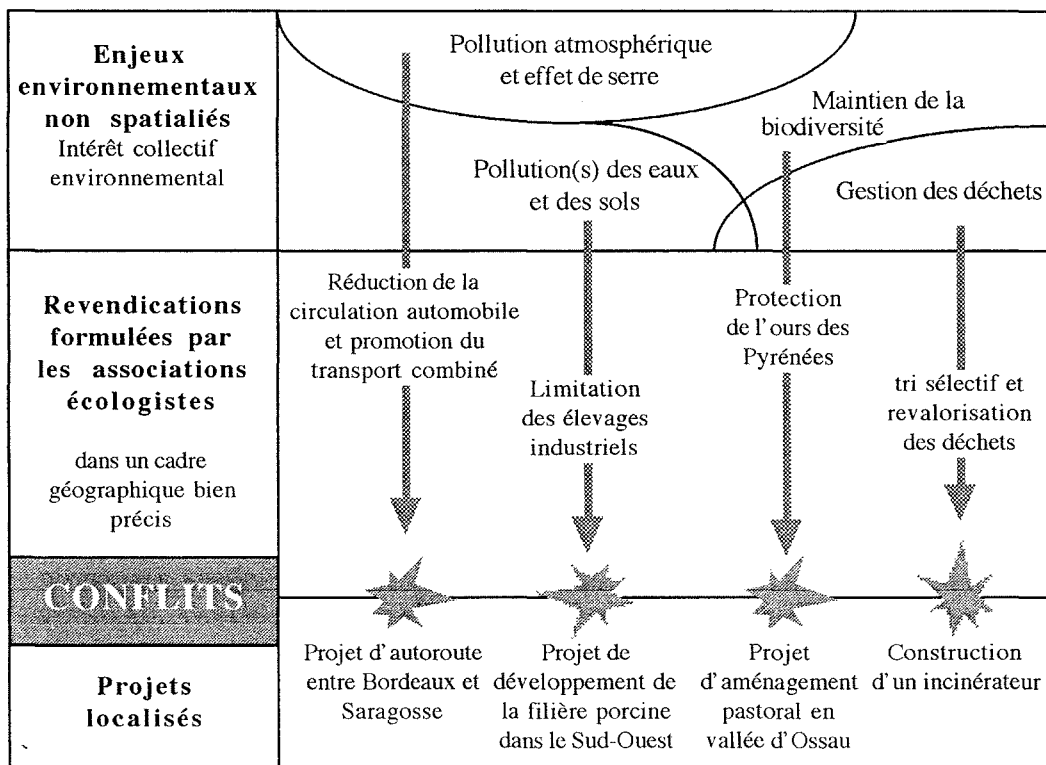 Enjeux
environnementaux
non spatialiés
Intérêt collectif
environnemental
Pollution atmosphérique
et effet de serre
Maintien de la
biodiversité
Pollution(s) des eaux
et des sols
Gestion des déchets
Revendications
formulées par
les associations
écologistes
dans un cadre
géographique bien
précis
Réduction de la
circulation automobile
et promotion du
transport combiné
Limitation
des élevages
industriels
Protection
de l'ours des
Pyrénées
tri sélectif et
revalorisation
des déchets
CONFLITS
Projets
localisés
Projet d'autoroute
entre Bordeaux et
Saragosse
Projet de
développement de
la filière porcine
dans le Sud-Ouest
Projet
d'aménagement
pastoral en
vallée d'Ossau
Construction
d'un incinérateur